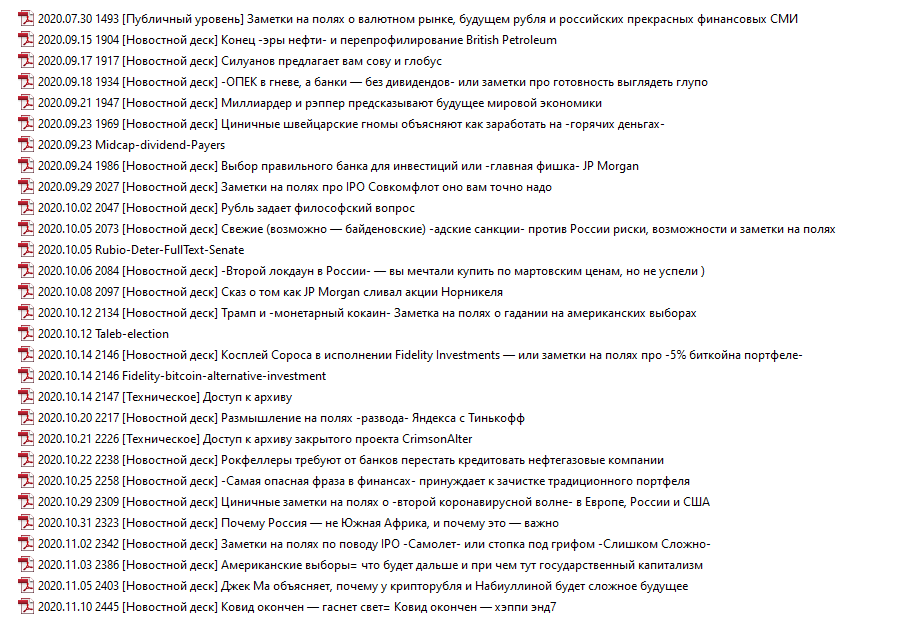 2020.07.30 1493 [Публичный уровень] Заметки на полях о валютном рынке, будущем рубля и российских прекрасных финансовых СМИ
2020.09.15 1904 [Новостной деск] Конец -эры нефти- и перепрофилирование British Petroleum
2020.09.17 1917 [Новостной деск] Силуанов предлагает вам сову и глобус
2020.09.18 1934 [Новостной деск] -ОПЕК в гневе, а банки — без дивидендов- или заметки про готовность выглядеть глупо
2020.09.21 1947 [Новостной деск] Миллиардер и рэппер предсказывают будущее мировой экономики
2020.09.23 1969 [Новостной деск] Циничные швейцарские гномы объясняют как заработать на -горячих деньгах-
2020.09.23 Midcap-dividend-Payers
2020.09.24 1986 [Новостной деск] Выбор правильного банка для инвестиций или -главная фишка- JP Morgan
2020.09.29 2027 [Новостной деск] Заметки на полях про IPO Совкомфлот оно вам точно надо
2020.10.02 2047 [Новостной деск] Рубль задает философский вопрос
2020.10.05 2073 [Новостной деск] Свежие (возможно — байденовские) -адские санкции- против России риски, возможности и заметки на полях
2020.10.05 Rubio-Deter-FullText-Senate
2020.10.06 2084 [Новостной деск] -Второй локдаун в России- — вы мечтали купить по мартовским ценам, но не успели )
2020.10.08 2097 [Новостной деск] Сказ о том как JP Morgan сливал акции Норникеля
2020.10.12 2134 [Новостной деск] Трамп и -монетарный кокаин- Заметка на полях о гадании на американских выборах
2020.10.12 Taleb-election
2020.10.14 2146 [Новостной деск] Косплей Сороса в исполнении Fidelity Investments — или заметки на полях про -5% биткойна портфеле-
2020.10.14 2146 Fidelity-bitcoin-alternative-investment
2020.10.14 2147 [Техническое] Доступ к архиву
2020.10.20 2217 [Новостной деск] Размышление на полях -развода- Яндекса с Тинькофф
2020.10.21 2226 [Техническое] Доступ к архиву закрытого проекта CrimsonAlter
2020.10.22 2238 [Новостной деск] Рокфеллеры требуют от банков перестать кредитовать нефтегазовые компании
2020.10.25 2258 [Новостной деск] -Самая опасная фраза в финансах- принуждает к зачистке традиционного портфеля
2020.10.29 2309 [Новостной деск] Циничные заметки на полях о -второй коронавирусной волне- в Европе, России и США
2020.10.31 2323 [Новостной деск] Почему Россия — не Южная Африка, и почему это — важно
2020.11.02 2342 [Новостной деск] Заметки на полях по поводу IPO -Самолет- или стопка под грифом -Слишком Сложно-
2020.11.03 2386 [Новостной деск] Американские выборы= что будет дальше и при чем тут государственный капитализм
2020.11.05 2403 [Новостной деск] Джек Ма объясняет, почему у крипторубля и Набиуллиной будет сложное будущее
2020.11.10 2445 [Новостной деск] Ковид окончен — гаснет свет= Ковид окончен — хэппи энд7